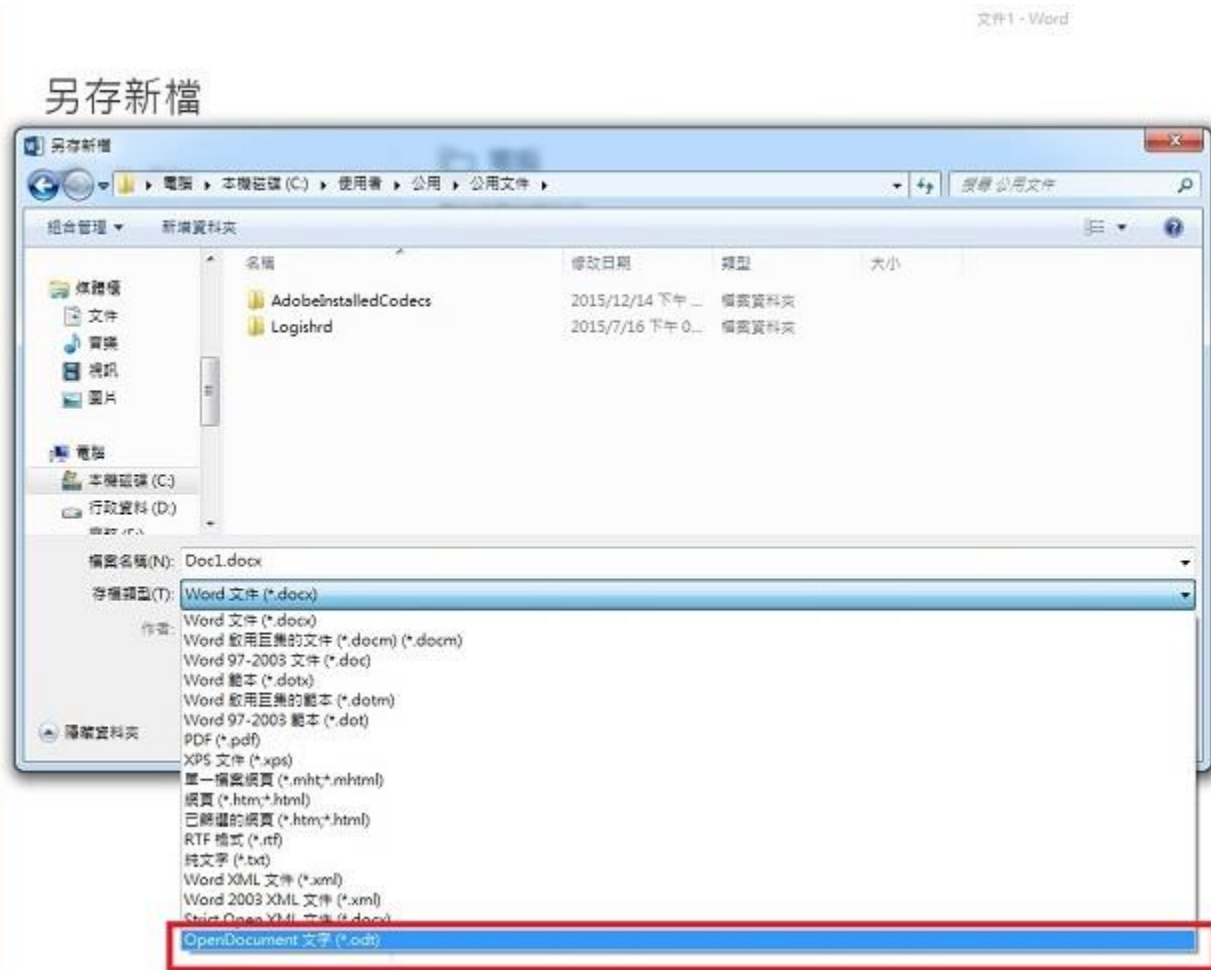 文件1 - Word
另存新檔
另存新檔
電腦 本機磁碟 (C:) 使用者 公用 公用文件
搜尋 公用文件
組合管理 新增資料夾
名稱 修改日期 類型 大小
媒體櫃
文件
音樂
視訊
圖片
電腦
本機磁碟 (C:)
行政資料 (D:)
AdobeInstalledCodecs 2015/12/14 下午 ... 檔案資料夾
Logishrd 2015/7/16 下午 0... 檔案資料夾
檔案名稱(N): Doc1.docx
存檔類型(T): Word 文件 (*.docx)
作者:
Word 文件 (*.docx)
Word 啟用巨集的文件 (*.docm) (*.docm)
Word 97-2003 文件 (*.doc)
Word 範本 (*.dotx)
Word 啟用巨集的範本 (*.dotm)
Word 97-2003 範本 (*.dot)
PDF (*.pdf)
XPS 文件 (*.xps)
單一檔案網頁 (*.mht;*.mhtml)
網頁 (*.htm;*.html)
已篩選的網頁 (*.htm;*.html)
RTF 格式 (*.rtf)
純文字 (*.txt)
Word XML 文件 (*.xml)
Word 2003 XML 文件 (*.xml)
Strict Open XML 文件 (*.docx)
OpenDocument 文字 (*.odt)
隱藏資料夾